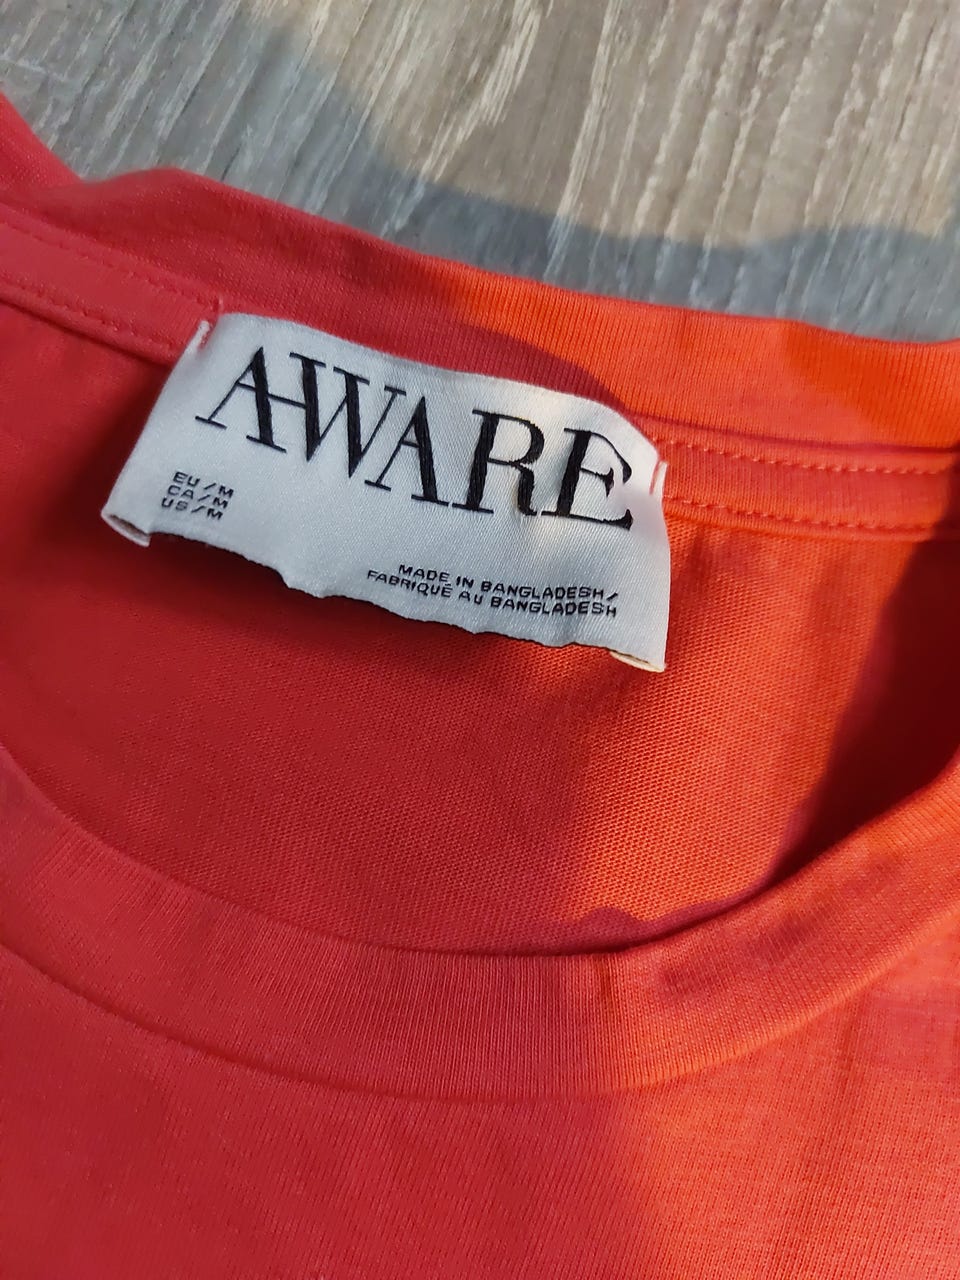 AWARE
EU/M
CA/M
US/M
MADE IN BANGLADESH/
FABRIQUÉ AU BANGLADESH